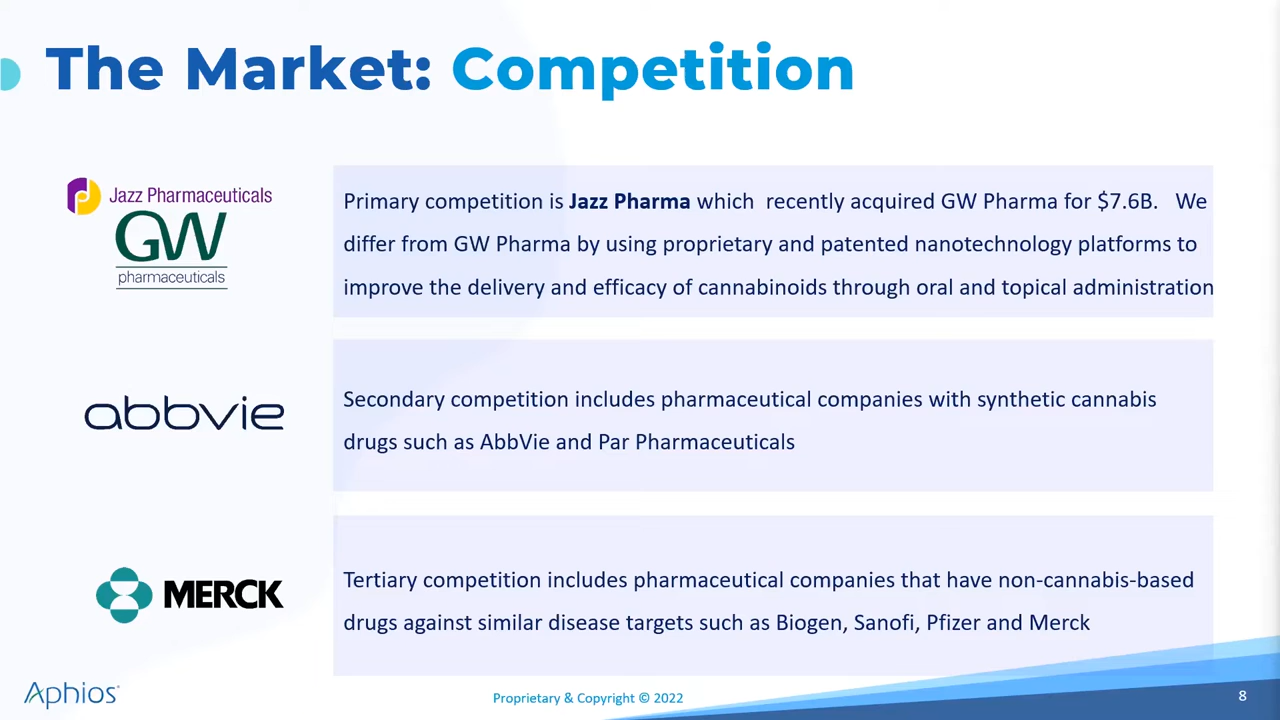 The Market: Competition
Jazz Pharmaceuticals
GW
pharmaceuticals
Primary competition is Jazz Pharma which  recently acquired GW Pharma for $7.6B.   We
differ from GW Pharma by using proprietary and patented nanotechnology platforms to
improve the delivery and efficacy of cannabinoids through oral and topical administration
abbvie
Secondary competition includes pharmaceutical companies with synthetic cannabis
drugs such as AbbVie and Par Pharmaceuticals
MERCK
Tertiary competition includes pharmaceutical companies that have non-cannabis-based
drugs against similar disease targets such as Biogen, Sanofi, Pfizer and Merck
Aphios®
Proprietary & Copyright © 2022
8